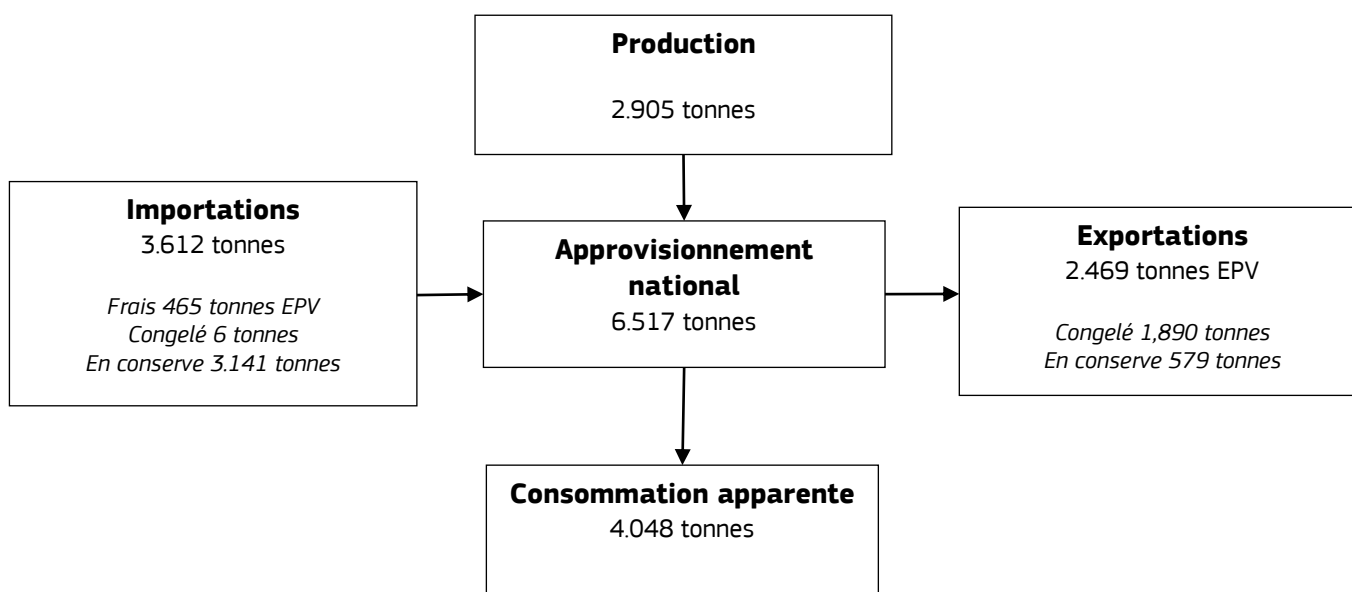 Production
2.905 tonnes
Importations
3.612 tonnes
Frais 465 tonnes EPV
Congelé 6 tonnes
En conserve 3.141 tonnes
Approvisionnement
national
6.517 tonnes
Exportations
2.469 tonnes EPV
Congelé 1,890 tonnes
En conserve 579 tonnes
Consommation apparente
4.048 tonnes